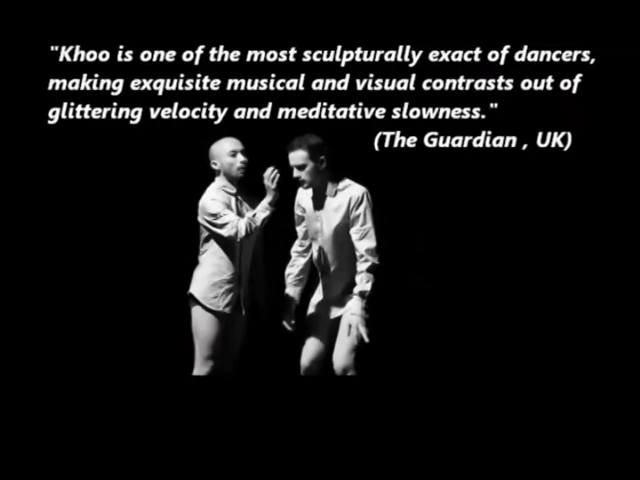 "Khoo is one of the most sculpturally exact of dancers,
making exquisite musical and visual contrasts out of
glittering velocity and meditative slowness."
(The Guardian , UK)